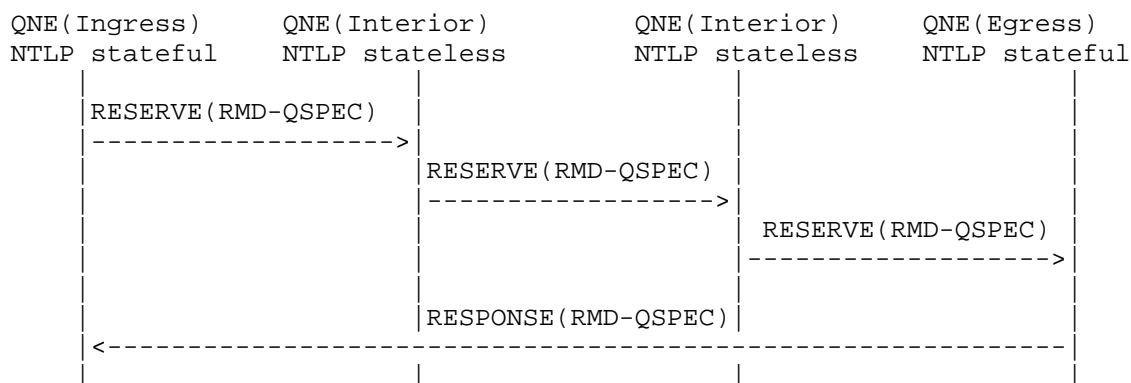 QNE(Ingress) QNE(Interior) QNE(Interior) QNE(Egress)
NTLP stateful NTLP stateless NTLP stateless NTLP stateful
RESERVE(RMD-QSPEC)
RESERVE(RMD-QSPEC)
RESERVE(RMD-QSPEC)
RESPONSE(RMD-QSPEC)